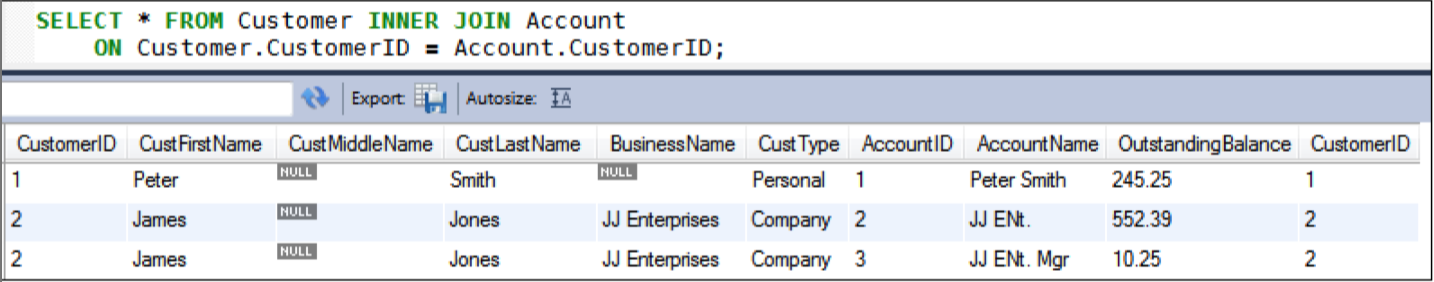 SELECT * FROM Customer INNER JOIN Account
ON Customer.CustomerID = Account.CustomerID;
Export: Autosize: A
CustomerID CustFirstName CustMiddleName CustLastName BusinessName CustType AccountID AccountName OutstandingBalance CustomerID
1 Peter NULL Smith NULL Personal 1 Peter Smith 245.25 1
2 James NULL Jones JJ Enterprises Company 2 JJ ENt. 552.39 2
2 James NULL Jones JJ Enterprises Company 3 JJ ENt. Mgr 10.25 2